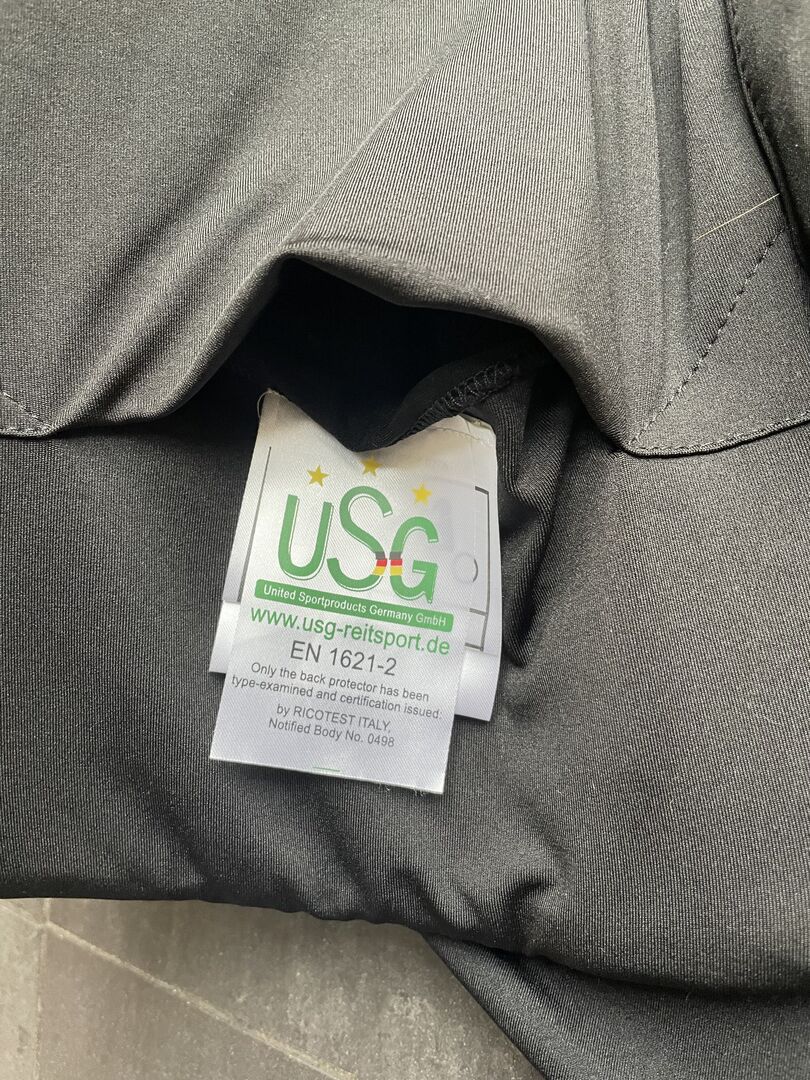 USG
United Sportproducts Germany GmbH
www.usg-reitsport.de
EN 1621-2
Only the back protector has been
type-examined and certification issued:
by RICOTEST ITALY,
Notified Body No. 0498